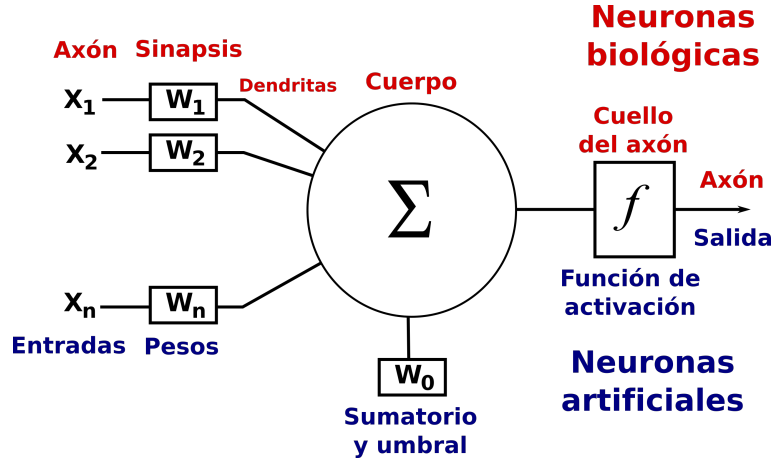 Neuronas
biológicas
Axón Sinapsis
Dendritas
Cuerpo
X1 W1
X2 W2
Σ
Cuello
del axón
f
Axón
Salida
Función de
activación
Xn Wn
Entradas Pesos
W0
Sumatorio
y umbral
Neuronas
artificiales